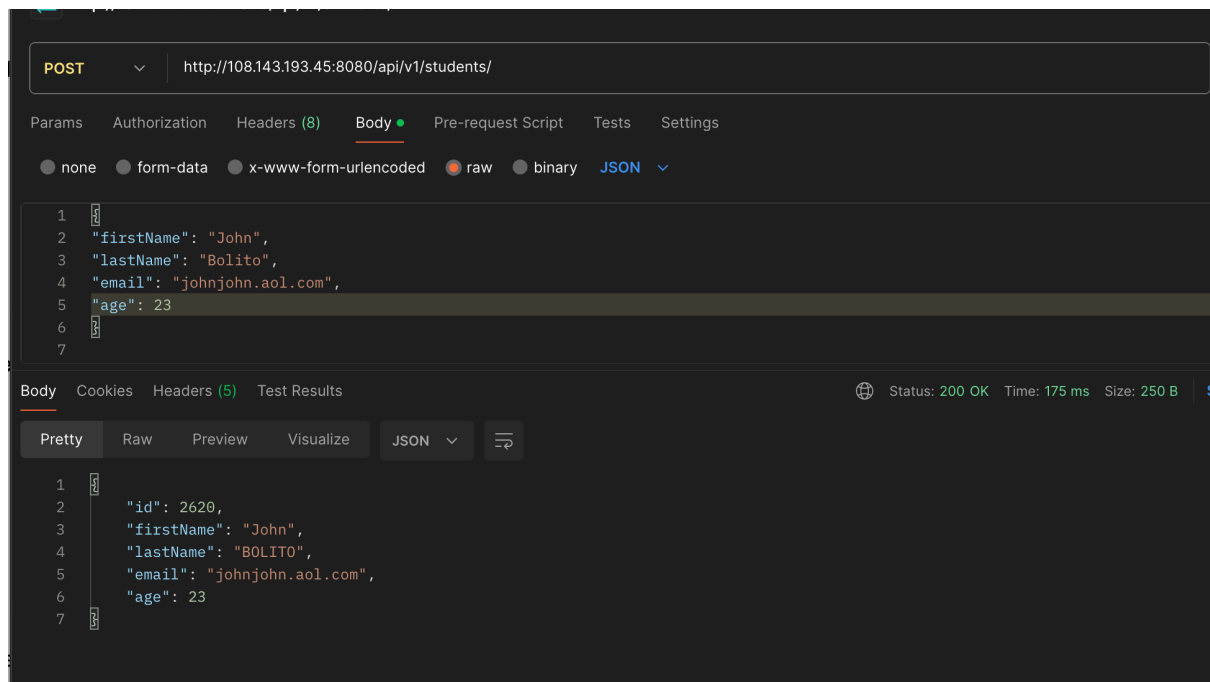 POST http://108.143.193.45:8080/api/v1/students/
Params Authorization Headers (8) Body Pre-request Script Tests Settings
none form-data x-www-form-urlencoded raw binary JSON
1 {
2 "firstName": "John",
3 "lastName": "Bolito",
4 "email": "johnjohn.aol.com",
5 "age": 23
6 }
7
Body Cookies Headers (5) Test Results Status: 200 OK Time: 175 ms Size: 250 B
Pretty Raw Preview Visualize JSON
1 {
2 "id": 2620,
3 "firstName": "John",
4 "lastName": "BOLITO",
5 "email": "johnjohn.aol.com",
6 "age": 23
7 }